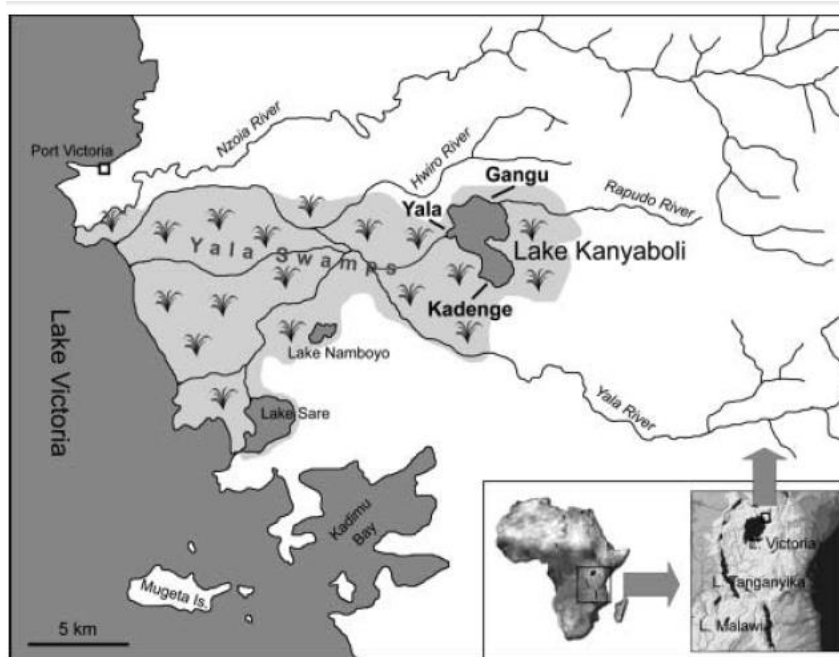 Nzoia River
Port Victoria
Hwiro River
Gangu
Rapudo River
Yala
Lake Kanyaboli
Yala Swamps
Kadenge
Lake Victoria
Lake Namboyo
Yala River
Lake Sare
Kadimu
Bay
L. Victoria
L. Tanganyika
L. Malawi
Mugeta Is.
5 km